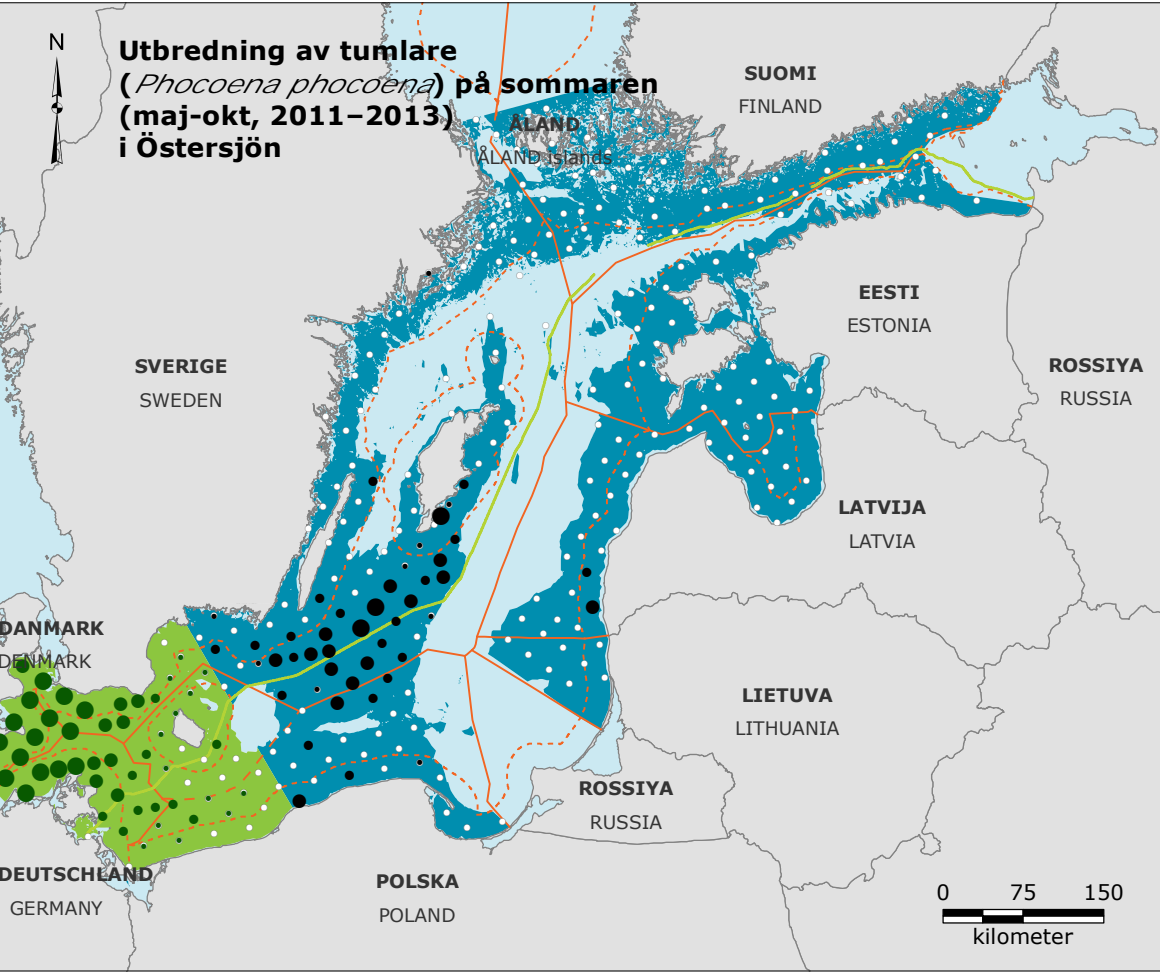 N
Utbredning av tumlare
(Phocoena phocoena) på sommaren
(maj-okt, 2011–2013)
i Östersjön
SUOMI
FINLAND
ÅLAND
ÅLAND islands
EESTI
ESTONIA
SVERIGE
SWEDEN
ROSSIYA
RUSSIA
LATVIJA
LATVIA
DANMARK
DENMARK
LIETUVA
LITHUANIA
ROSSIYA
RUSSIA
DEUTSCHLAND
GERMANY
POLSKA
POLAND
0 75 150
kilometer